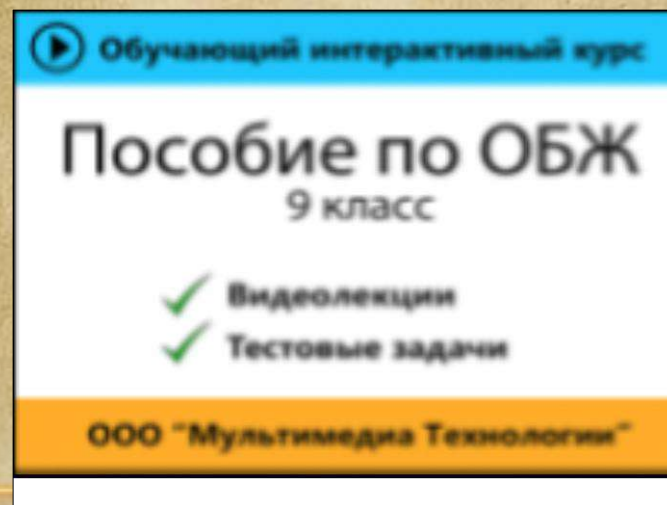 Обучающий интерактивный курс
Пособие по ОБЖ
9 класс
Видеолекции
Тестовые задачи
ООО "Мультимедиа Технологии"